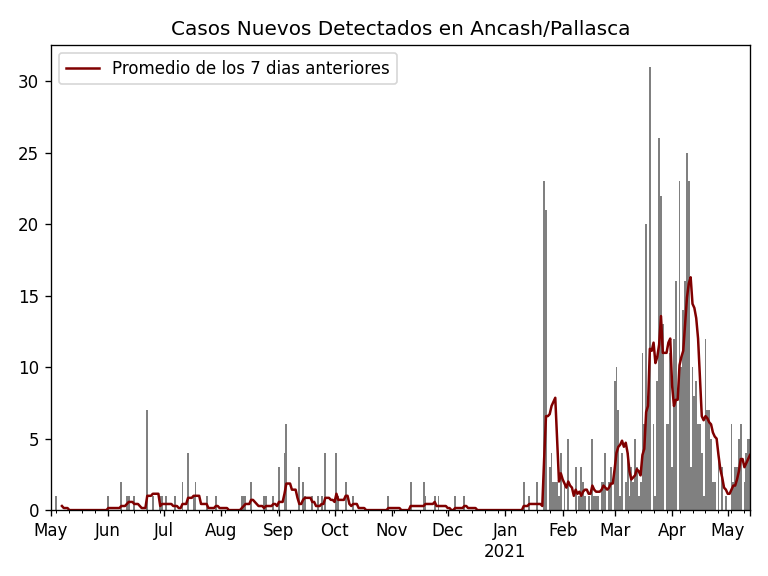 Casos Nuevos Detectados en Ancash/Pallasca
Promedio de los 7 dias anteriores
30
25
20
15
10
5
0
May Jun Jul Aug Sep Oct Nov Dec Jan Feb Mar Apr May
2021